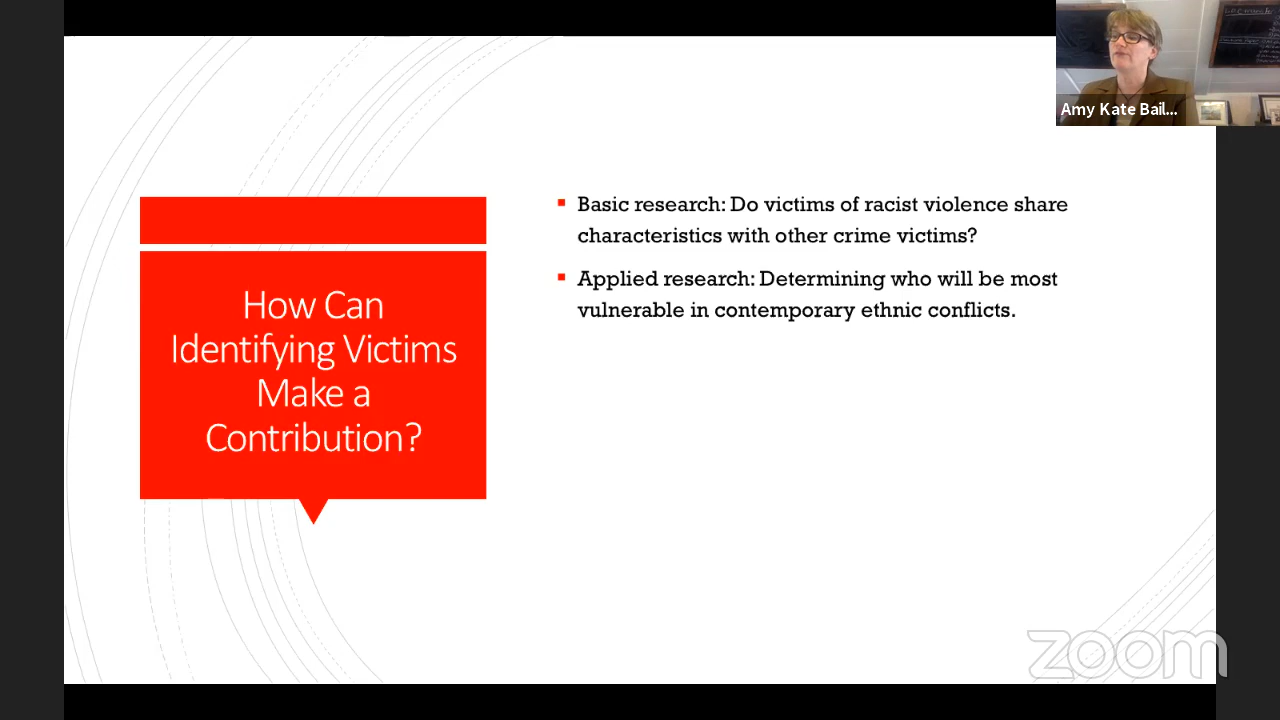 Amy Kate Bail...
How Can
Identifying Victims
Make a
Contribution?
Basic research: Do victims of racist violence share
characteristics with other crime victims?
Applied research: Determining who will be most
vulnerable in contemporary ethnic conflicts.
zoom